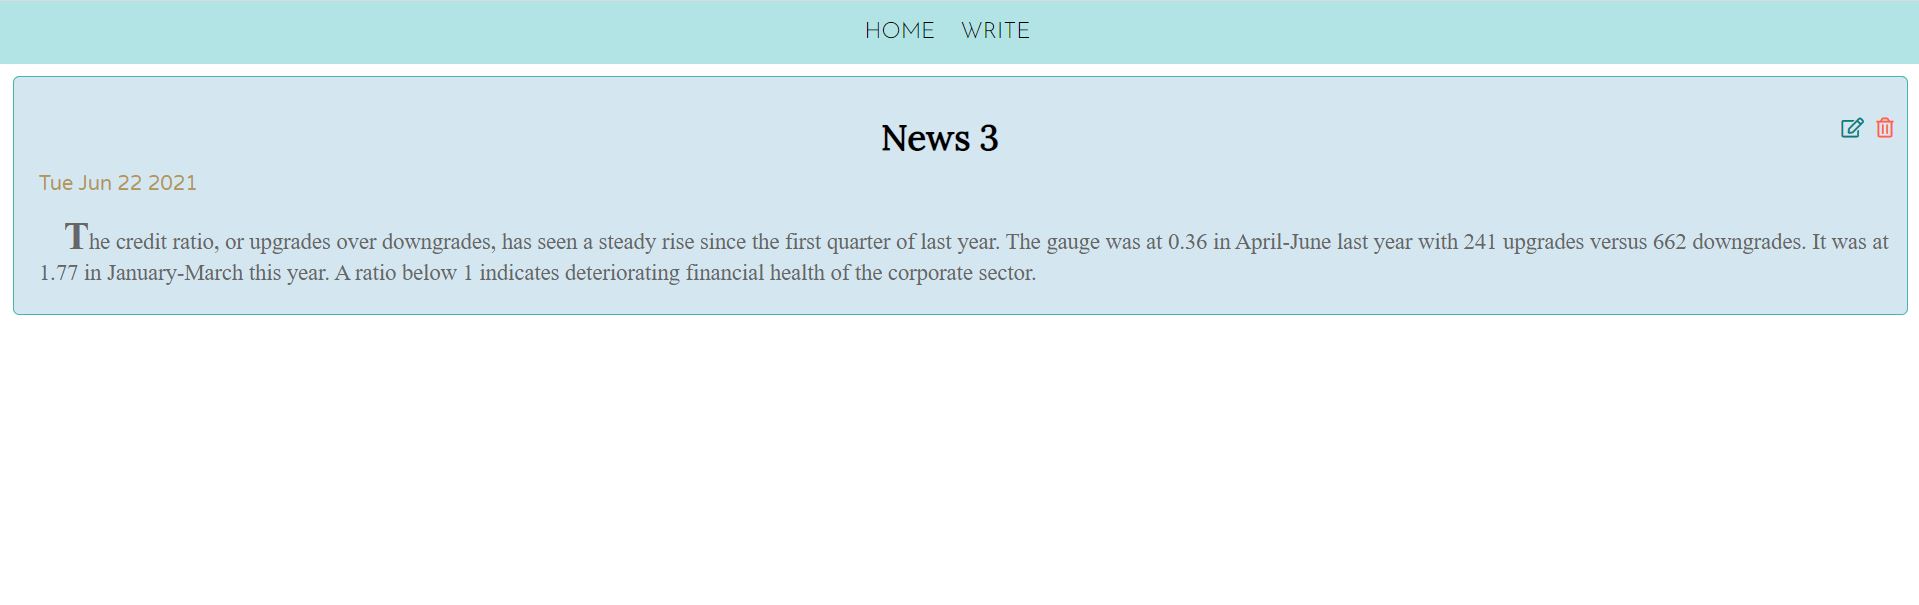 HOME WRITE
News 3
Tue Jun 22 2021
The credit ratio, or upgrades over downgrades, has seen a steady rise since the first quarter of last year. The gauge was at 0.36 in April-June last year with 241 upgrades versus 662 downgrades. It was at
1.77 in January-March this year. A ratio below 1 indicates deteriorating financial health of the corporate sector.